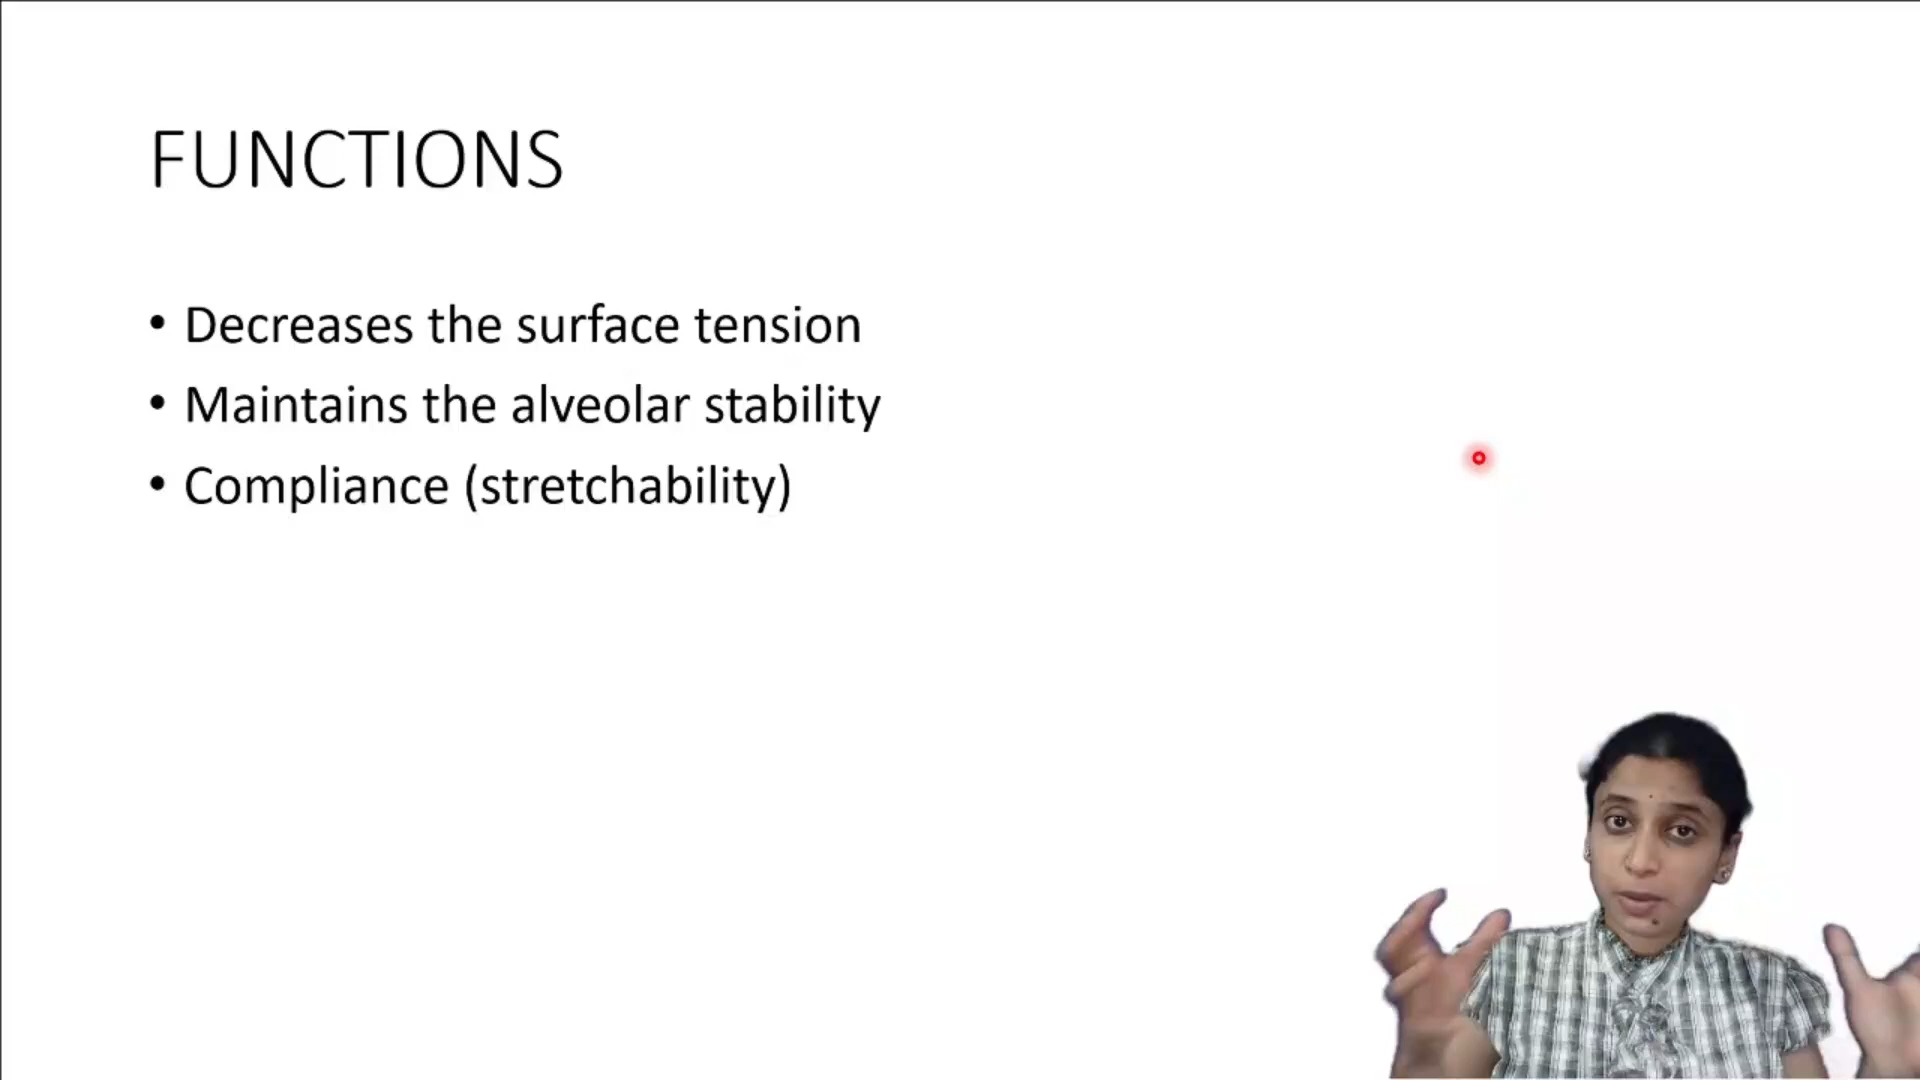 FUNCTIONS
• Decreases the surface tension
• Maintains the alveolar stability
• Compliance (stretchability)